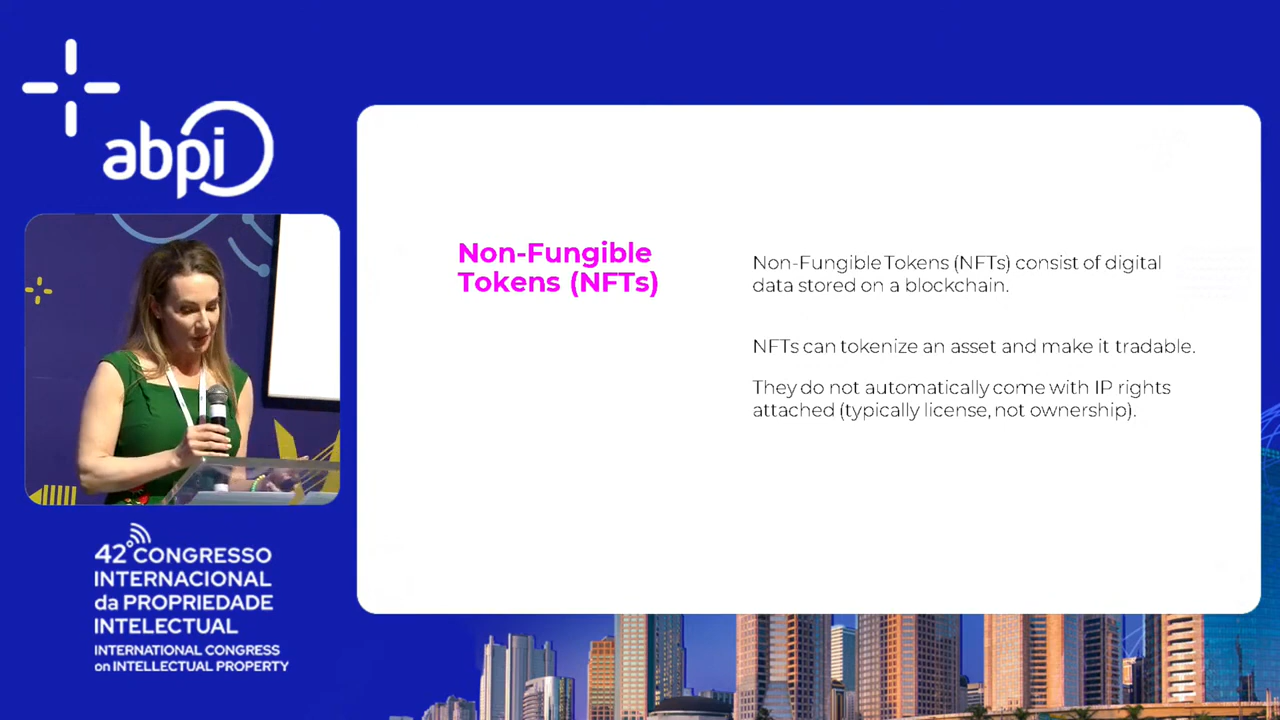 abpi
42º CONGRESSO
INTERNACIONAL
da PROPRIEDADE
INTELECTUAL
INTERNATIONAL CONGRESS
on INTELLECTUAL PROPERTY
Non-Fungible
Tokens (NFTs)
Non-Fungible Tokens (NFTs) consist of digital
data stored on a blockchain.
NFTs can tokenize an asset and make it tradable.
They do not automatically come with IP rights
attached (typically license, not ownership).